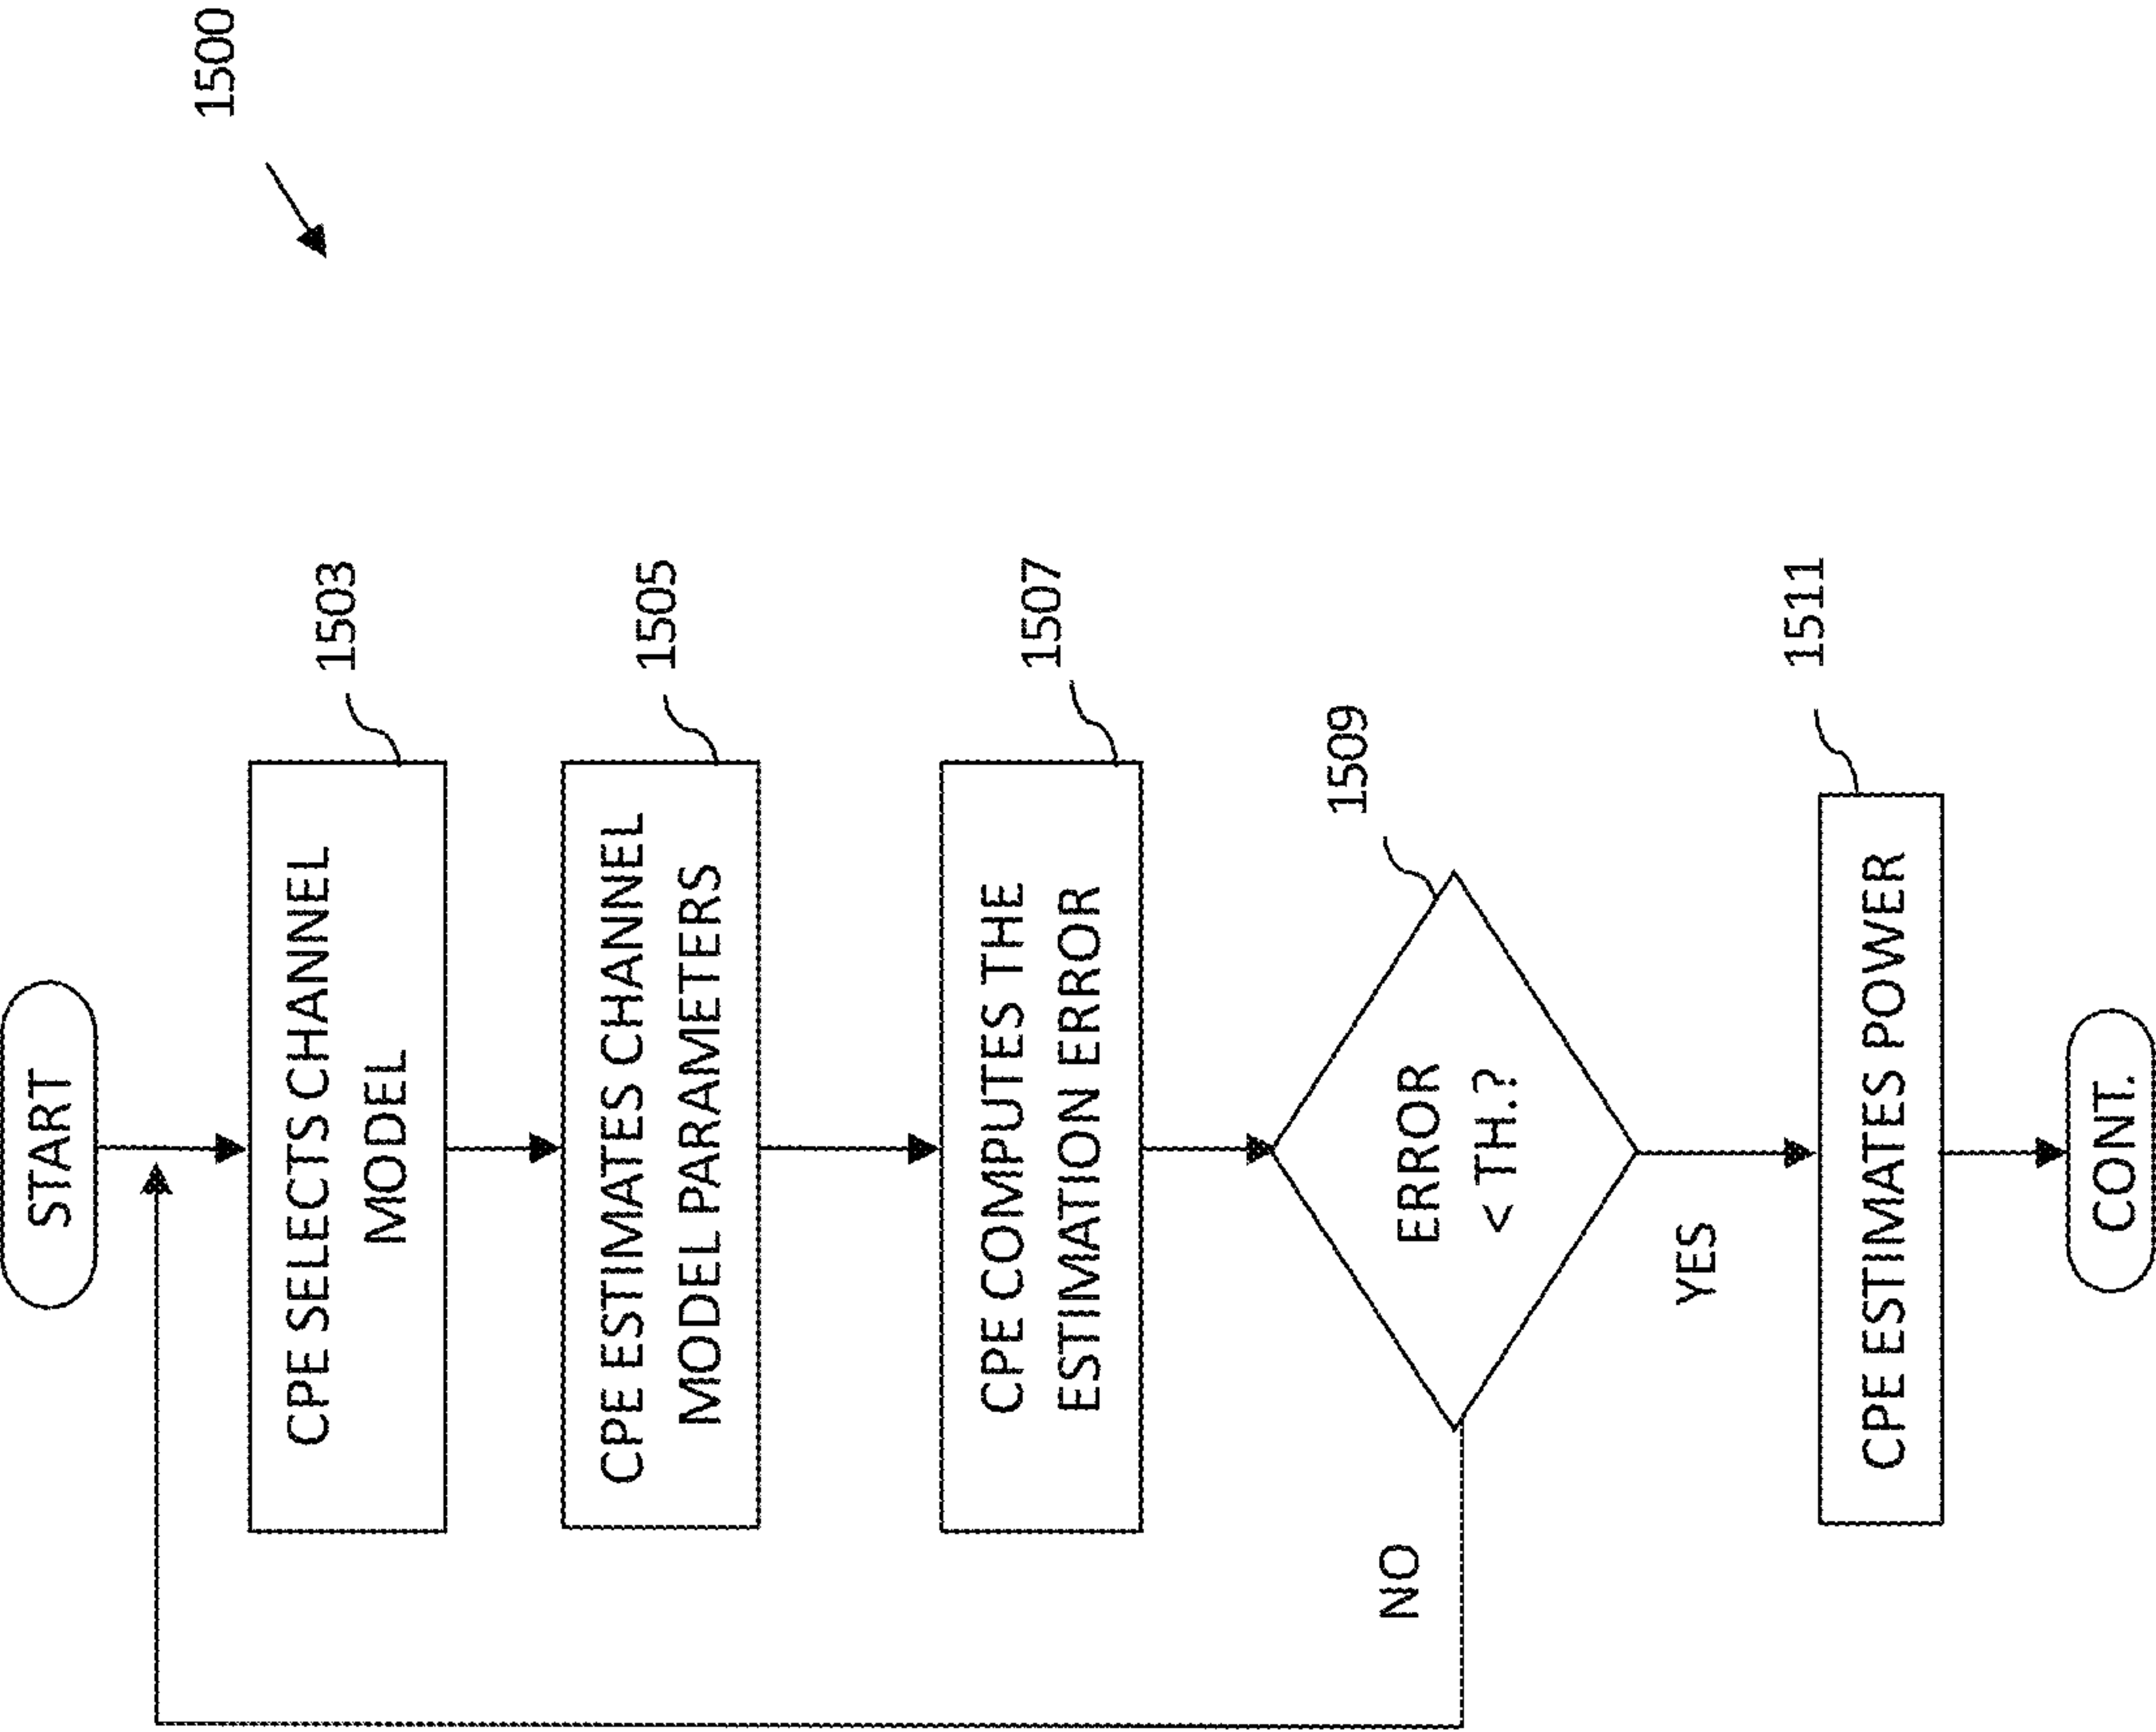 1500
START
CPE SELECTS CHANNEL
MODEL
1503
CPE ESTIMATES CHANNEL
MODEL PARAMETERS
1505
CPE COMPUTES THE
ESTIMATION ERROR
1507
ERROR
< TH.?
1509
NO
YES
CPE ESTIMATES POWER
1511
CONT.